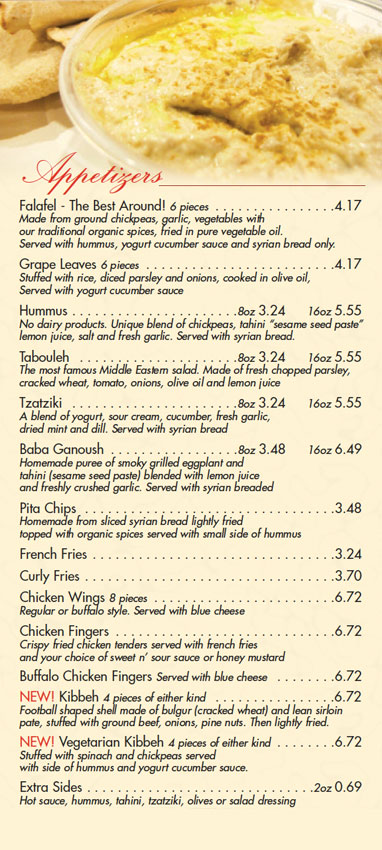 Appetizers
Falafel - The Best Around! 6 pieces . . . . . . . . . . . . . . . . .4.17
Made from ground chickpeas, garlic, vegetables with
our traditional organic spices, fried in pure vegetable oil.
Served with hummus, yogurt cucumber sauce and syrian bread only.
Grape Leaves 6 pieces . . . . . . . . . . . . . . . . . . . . . . . . . . .4.17
Stuffed with rice, diced parsley and onions, cooked in olive oil,
Served with yogurt cucumber sauce
Hummus . . . . . . . . . . . . . . . . . . . . . . . .8oz 3.24 16oz 5.55
No dairy products. Unique blend of chickpeas, tahini “sesame seed paste”
lemon juice, salt and fresh garlic. Served with syrian bread.
Tabouleh . . . . . . . . . . . . . . . . . . . . . . .8oz 3.24 16oz 5.55
The most famous Middle Eastern salad. Made of fresh chopped parsley,
cracked wheat, tomato, onions, olive oil and lemon juice
Tzatziki . . . . . . . . . . . . . . . . . . . . . . . .8oz 3.24 16oz 5.55
A blend of yogurt, sour cream, cucumber, fresh garlic,
dried mint and dill. Served with syrian bread
Baba Ganoush . . . . . . . . . . . . . . . . . . .8oz 3.48 16oz 6.49
Homemade puree of smoky grilled eggplant and
tahini (sesame seed paste) blended with lemon juice
and freshly crushed garlic. Served with syrian breaded
Pita Chips . . . . . . . . . . . . . . . . . . . . . . . . . . . . . . . . . . . .3.48
Homemade from sliced syrian bread lightly fried
topped with organic spices served with small side of hummus
French Fries . . . . . . . . . . . . . . . . . . . . . . . . . . . . . . . . . . .3.24
Curly Fries . . . . . . . . . . . . . . . . . . . . . . . . . . . . . . . . . . . .3.70
Chicken Wings 8 pieces . . . . . . . . . . . . . . . . . . . . . . . . . .6.72
Regular or buffalo style. Served with blue cheese
Chicken Fingers . . . . . . . . . . . . . . . . . . . . . . . . . . . . . . . .6.72
Crispy fried chicken tenders served with french fries
and your choice of sweet n’ sour sauce or honey mustard
Buffalo Chicken Fingers Served with blue cheese . . . . . . . .6.72
NEW! Kibbeh 4 pieces of either kind . . . . . . . . . . . . . . . . .6.72
Football shaped shell made of bulgur (cracked wheat) and lean sirloin
pate, stuffed with ground beef, onions, pine nuts. Then lightly fried.
NEW! Vegetarian Kibbeh 4 pieces of either kind . . . . . . . . .6.72
Stuffed with spinach and chickpeas served
with side of hummus and yogurt cucumber sauce.
Extra Sides . . . . . . . . . . . . . . . . . . . . . . . . . . . . . . . . .2oz 0.69
Hot sauce, hummus, tahini, tzatziki, olives or salad dressing